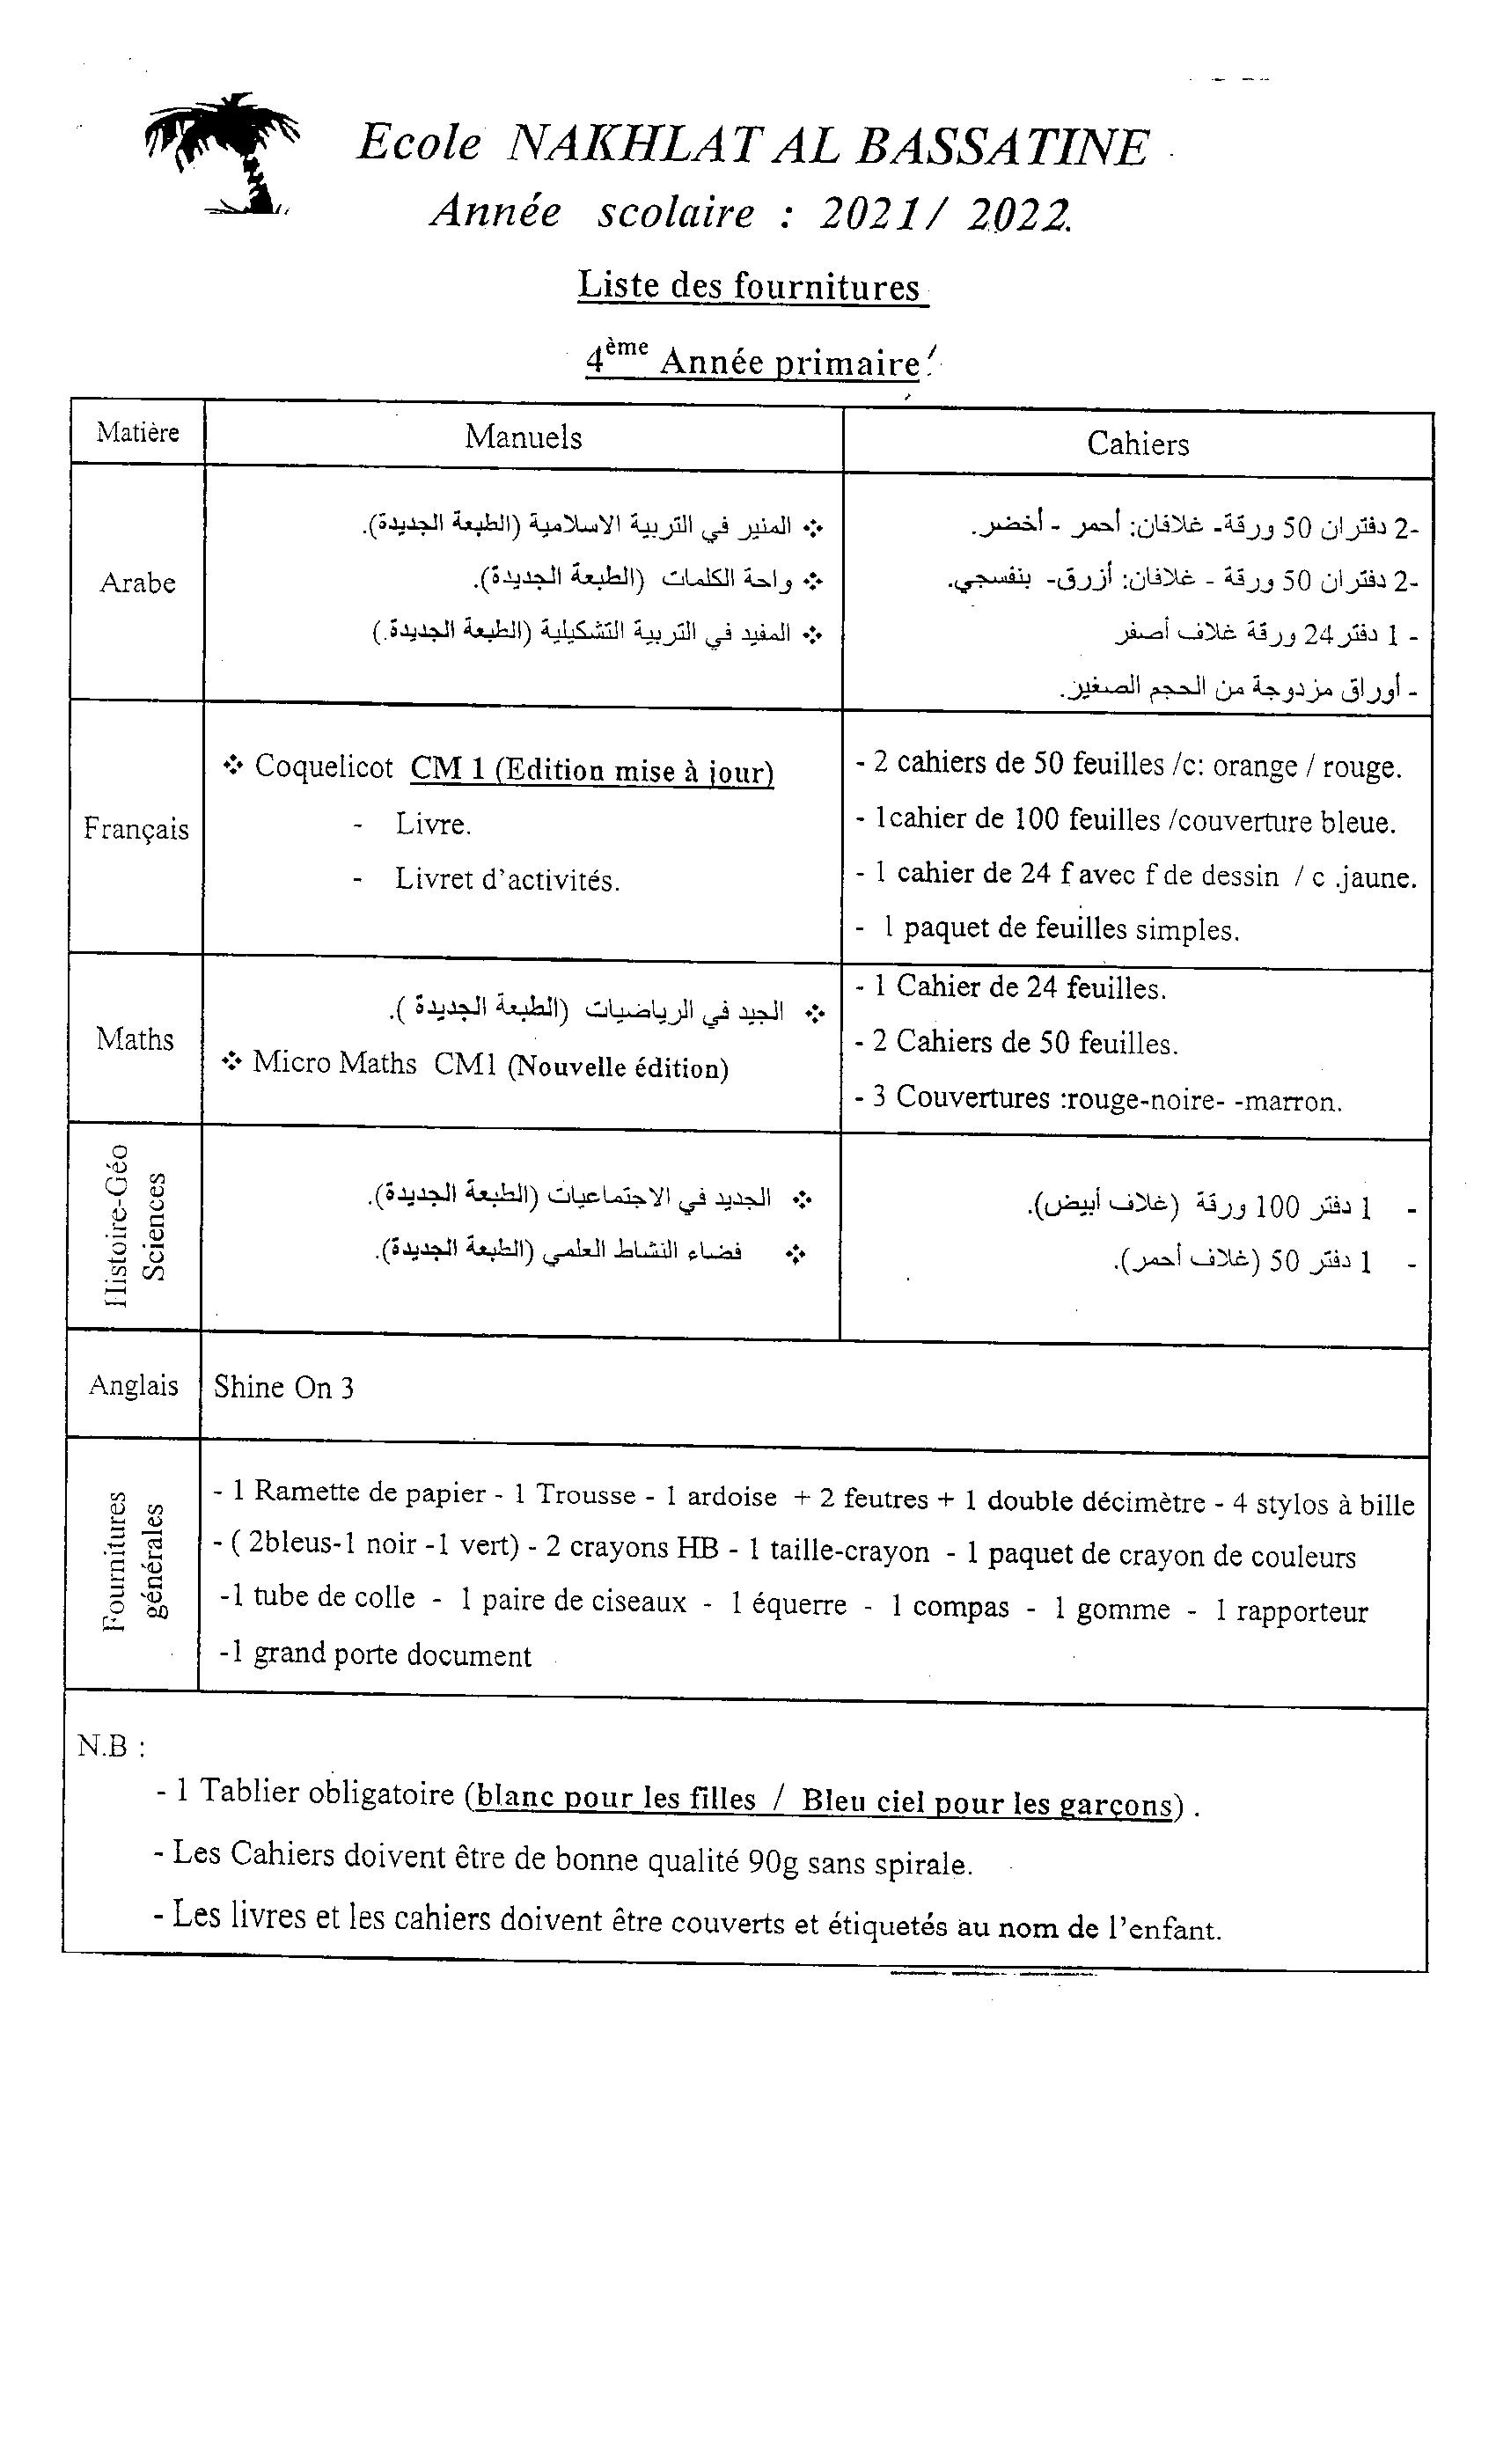 Ecole NAKHLAT AL BASSATINE
Année scolaire : 2021/ 2022.
Liste des fournitures
4ème Année primaire
Matière
Manuels
Cahiers
Arabe
❖ المنير في التربية الاسلامية (الطبعة الجديدة).
❖ واحة الكلمات (الطبعة الجديدة).
❖ المفيد في التربية التشكيلية (الطبعة الجديدة.)
-2 دفتران 50 ورقة- غلافان: أحمر - أخضر.
-2 دفتران 50 ورقة - غلافان: أزرق- بنفسجي.
- 1 دفتر 24 ورقة غلاف أصفر
- أوراق مزدوجة من الحجم الصغير.
Français
❖ Coquelicot CM 1 (Edition mise à jour)
- Livre.
- Livret d'activités.
- 2 cahiers de 50 feuilles /c: orange / rouge.
- 1cahier de 100 feuilles /couverture bleue.
- 1 cahier de 24 f avec f de dessin / c .jaune.
- 1 paquet de feuilles simples.
Maths
❖ الجيد في الرياضيات (الطبعة الجديدة ).
❖ Micro Maths CM1 (Nouvelle édition)
- 1 Cahier de 24 feuilles.
- 2 Cahiers de 50 feuilles.
- 3 Couvertures :rouge-noire- -marron.
Histoire-Géo
Sciences
❖ الجديد في الاجتماعيات (الطبعة الجديدة).
❖ فضاء النشاط العلمي (الطبعة الجديدة).
- 1 دفتر 100 ورقة (غلاف أبيض).
- 1 دفتر 50 (غلاف أحمر).
Anglais
Shine On 3
Fournitures
générales
- 1 Ramette de papier - 1 Trousse - 1 ardoise + 2 feutres + 1 double décimètre - 4 stylos à bille
- ( 2bleus-1 noir -1 vert) - 2 crayons HB - 1 taille-crayon - 1 paquet de crayon de couleurs
-1 tube de colle - 1 paire de ciseaux - 1 équerre - 1 compas - 1 gomme - 1 rapporteur
-1 grand porte document
N.B :
- 1 Tablier obligatoire (blanc pour les filles / Bleu ciel pour les garçons) .
- Les Cahiers doivent être de bonne qualité 90g sans spirale.
- Les livres et les cahiers doivent être couverts et étiquetés au nom de l'enfant.